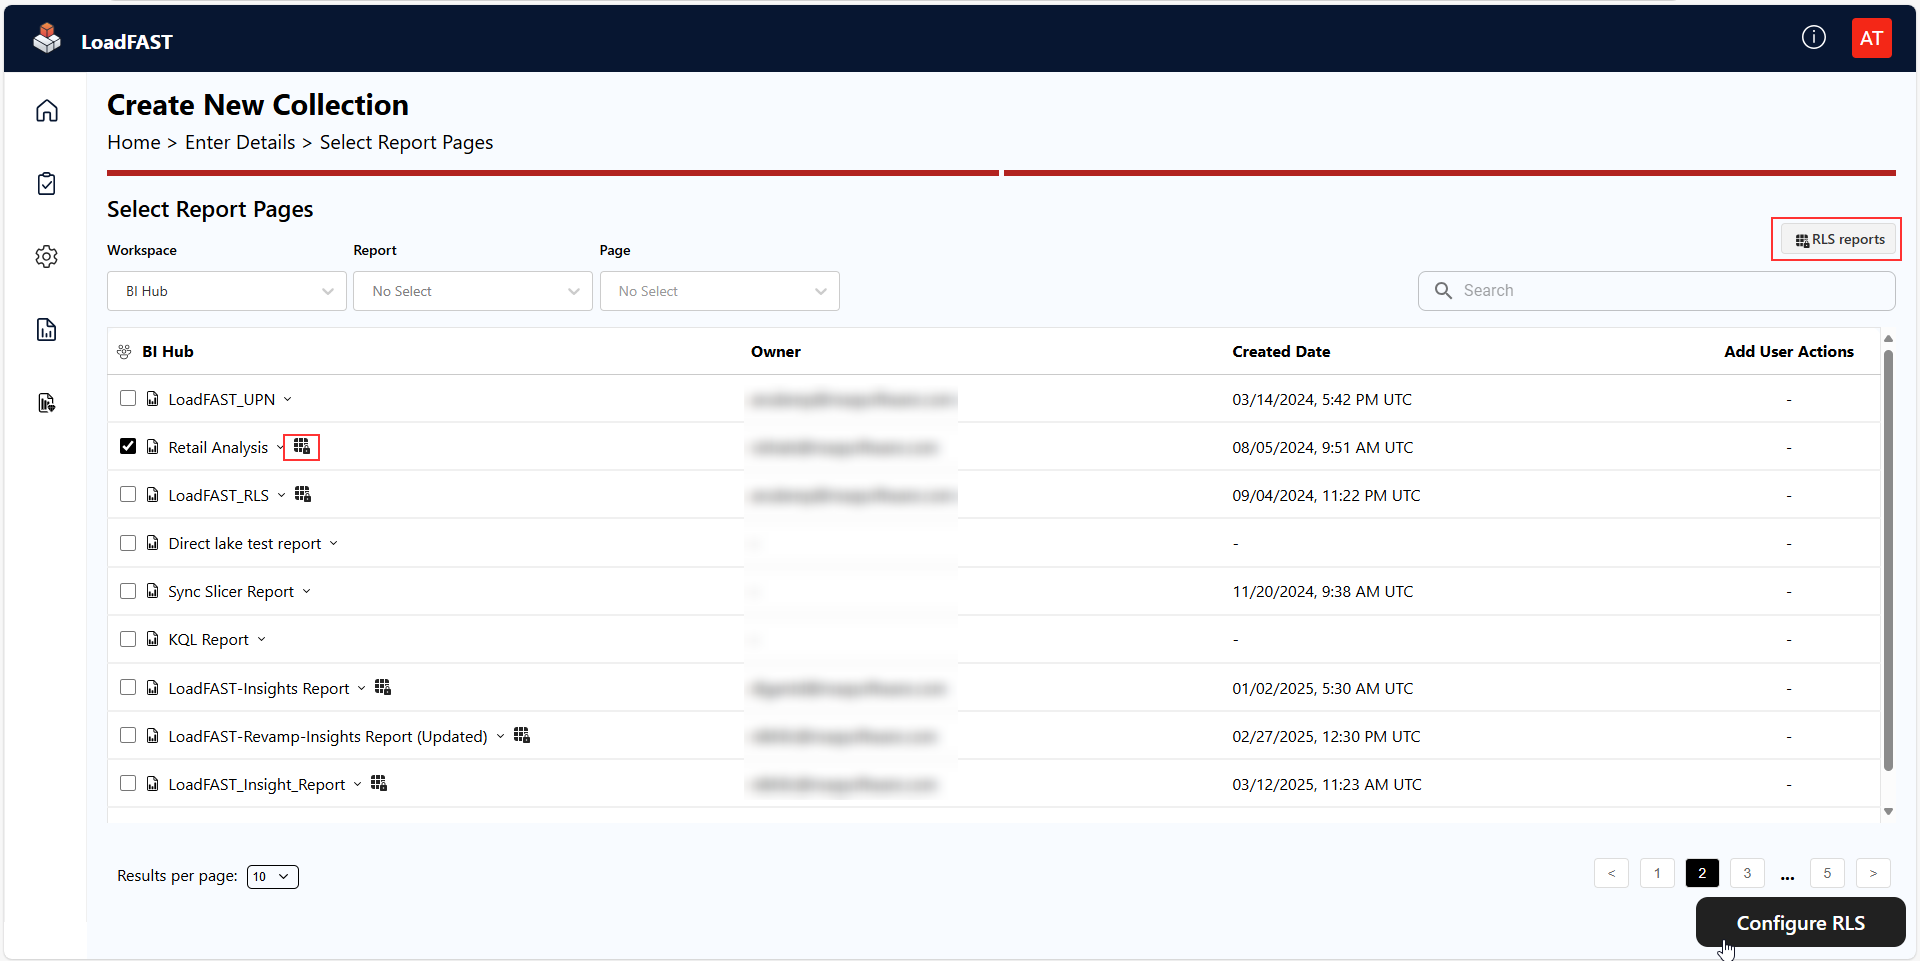 LoadFAST
AT
Create New Collection
Home > Enter Details > Select Report Pages
Select Report Pages
RLS reports
Workspace Report Page
BI Hub No Select No Select
Search
BI Hub Owner Created Date Add User Actions
LoadFAST_UPN 03/14/2024, 5:42 PM UTC -
Retail Analysis 08/05/2024, 9:51 AM UTC -
LoadFAST_RLS 09/04/2024, 11:22 PM UTC -
Direct lake test report - -
Sync Slicer Report 11/20/2024, 9:38 AM UTC -
KQL Report - -
LoadFAST-Insights Report 01/02/2025, 5:30 AM UTC -
LoadFAST-Revamp-Insights Report (Updated) 02/27/2025, 12:30 PM UTC -
LoadFAST_Insight_Report 03/12/2025, 11:23 AM UTC -
Results per page: 10
< 1 2 3 ... 5 >
Configure RLS